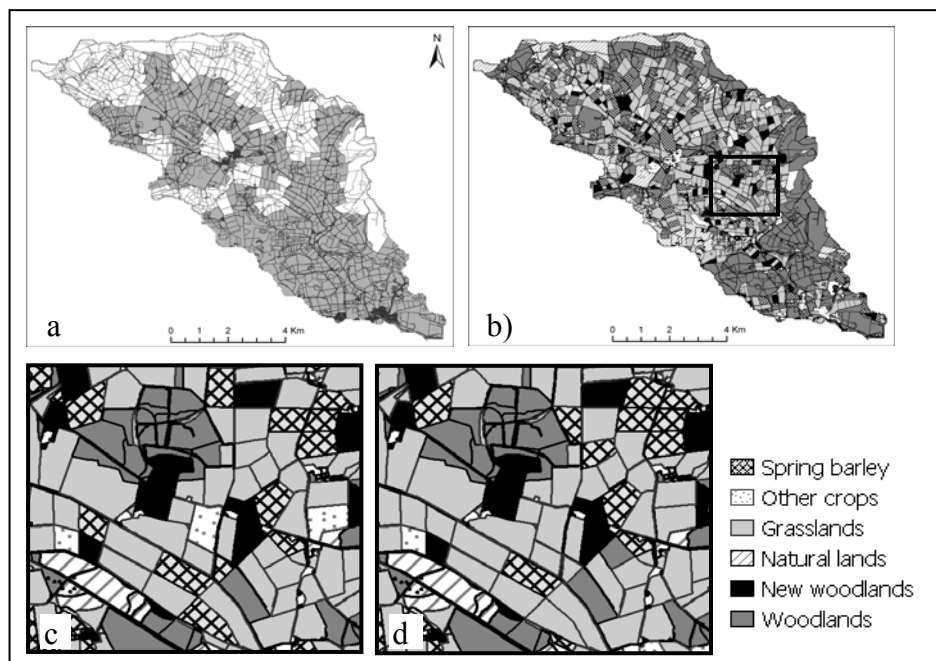 N
a
0 1 2 4 Km
b)
0 1 2 4 Km
c
d
Spring barley
Other crops
Grasslands
Natural lands
New woodlands
Woodlands